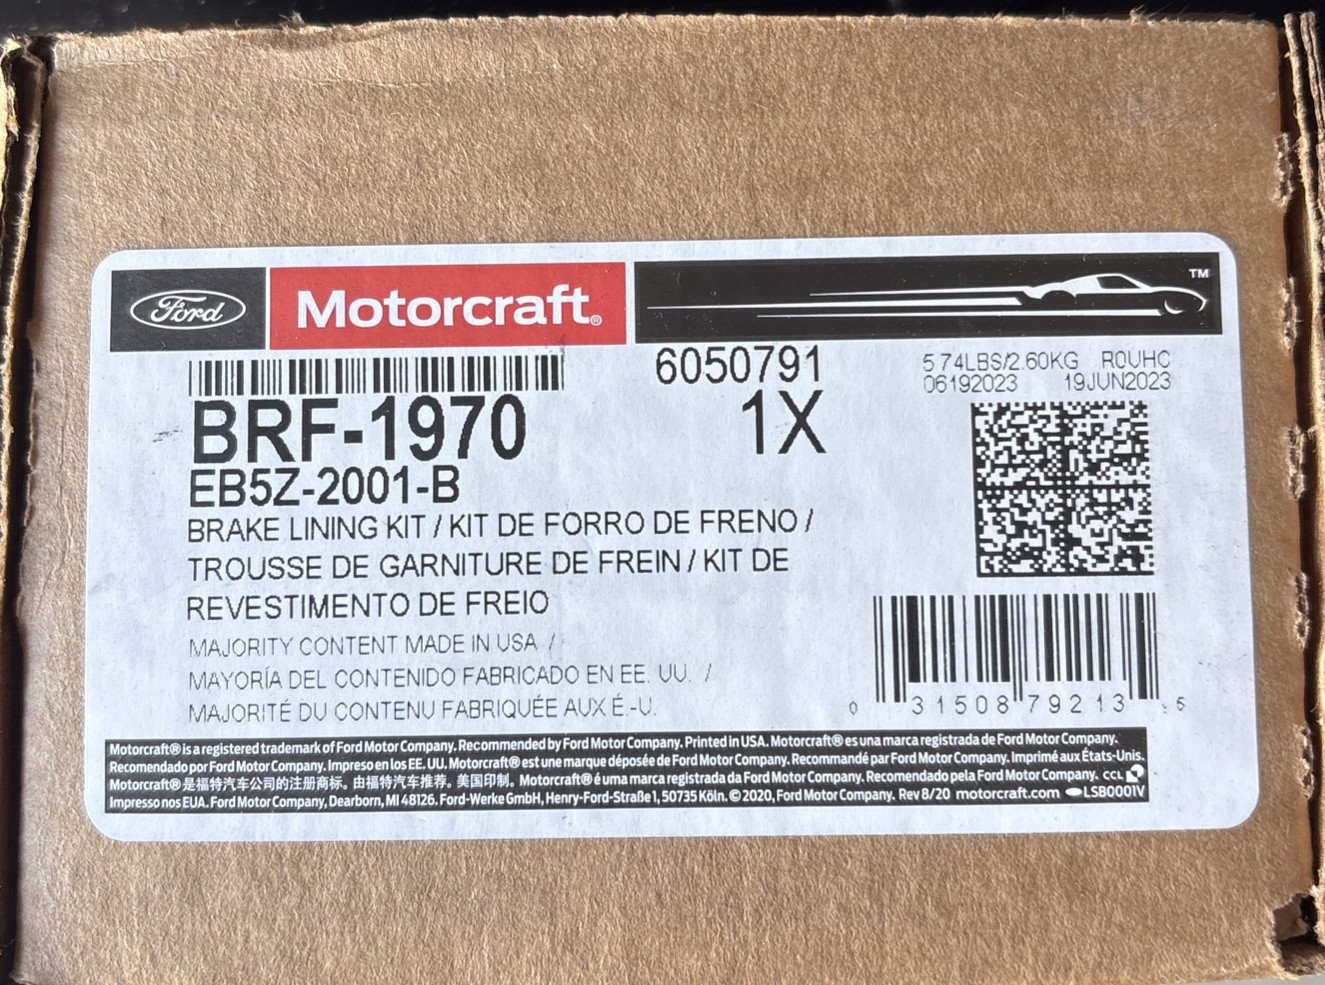 Ford Motorcraft® TM
6050791
5.74LBS/2.60KG R0UHC
06192023 19JUN2023
BRF-1970 1X
EB5Z-2001-B
BRAKE LINING KIT / KIT DE FORRO DE FRENO /
TROUSSE DE GARNITURE DE FREIN / KIT DE
REVESTIMENTO DE FREIO
MAJORITY CONTENT MADE IN USA /
MAYORÍA DEL CONTENIDO FABRICADO EN EE. UU. /
MAJORITÉ DU CONTENU FABRIQUÉE AUX É.-U.
0 31508 79213 5
Motorcraft® is a registered trademark of Ford Motor Company. Recommended by Ford Motor Company. Printed in USA. Motorcraft® es una marca registrada de Ford Motor Company.
Recomendado por Ford Motor Company. Impreso en los EE. UU. Motorcraft® est une marque déposée de Ford Motor Company. Recommandé par Ford Motor Company. Imprimé aux États-Unis.
Motorcraft® 是福特汽车公司的注册商标。由福特汽车推荐。美国印制。 Motorcraft® é uma marca registrada da Ford Motor Company. Recomendado pela Ford Motor Company. CCL
Impresso nos EUA. Ford Motor Company, Dearborn, MI 48126. Ford-Werke GmbH, Henry-Ford-Straße 1, 50735 Köln. © 2020, Ford Motor Company. Rev 8/20 motorcraft.com LSB0001V